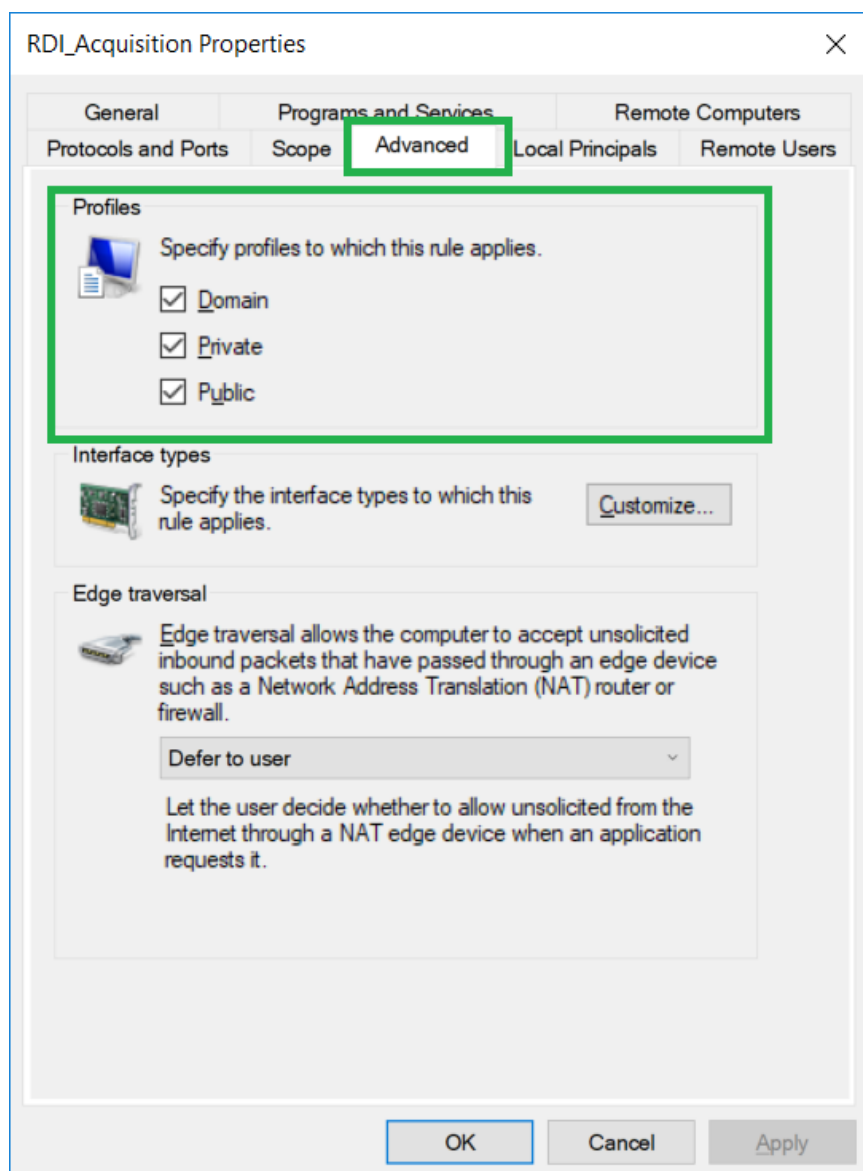 RDI_Acquisition Properties
General Programs and Services Remote Computers
Protocols and Ports Scope Advanced Local Principals Remote Users
Profiles
Specify profiles to which this rule applies.
Domain
Private
Public
Interface types
Specify the interface types to which this
rule applies.
Customize...
Edge traversal
Edge traversal allows the computer to accept unsolicited
inbound packets that have passed through an edge device
such as a Network Address Translation (NAT) router or
firewall.
Defer to user
Let the user decide whether to allow unsolicited from the
Internet through a NAT edge device when an application
requests it.
OK Cancel Apply